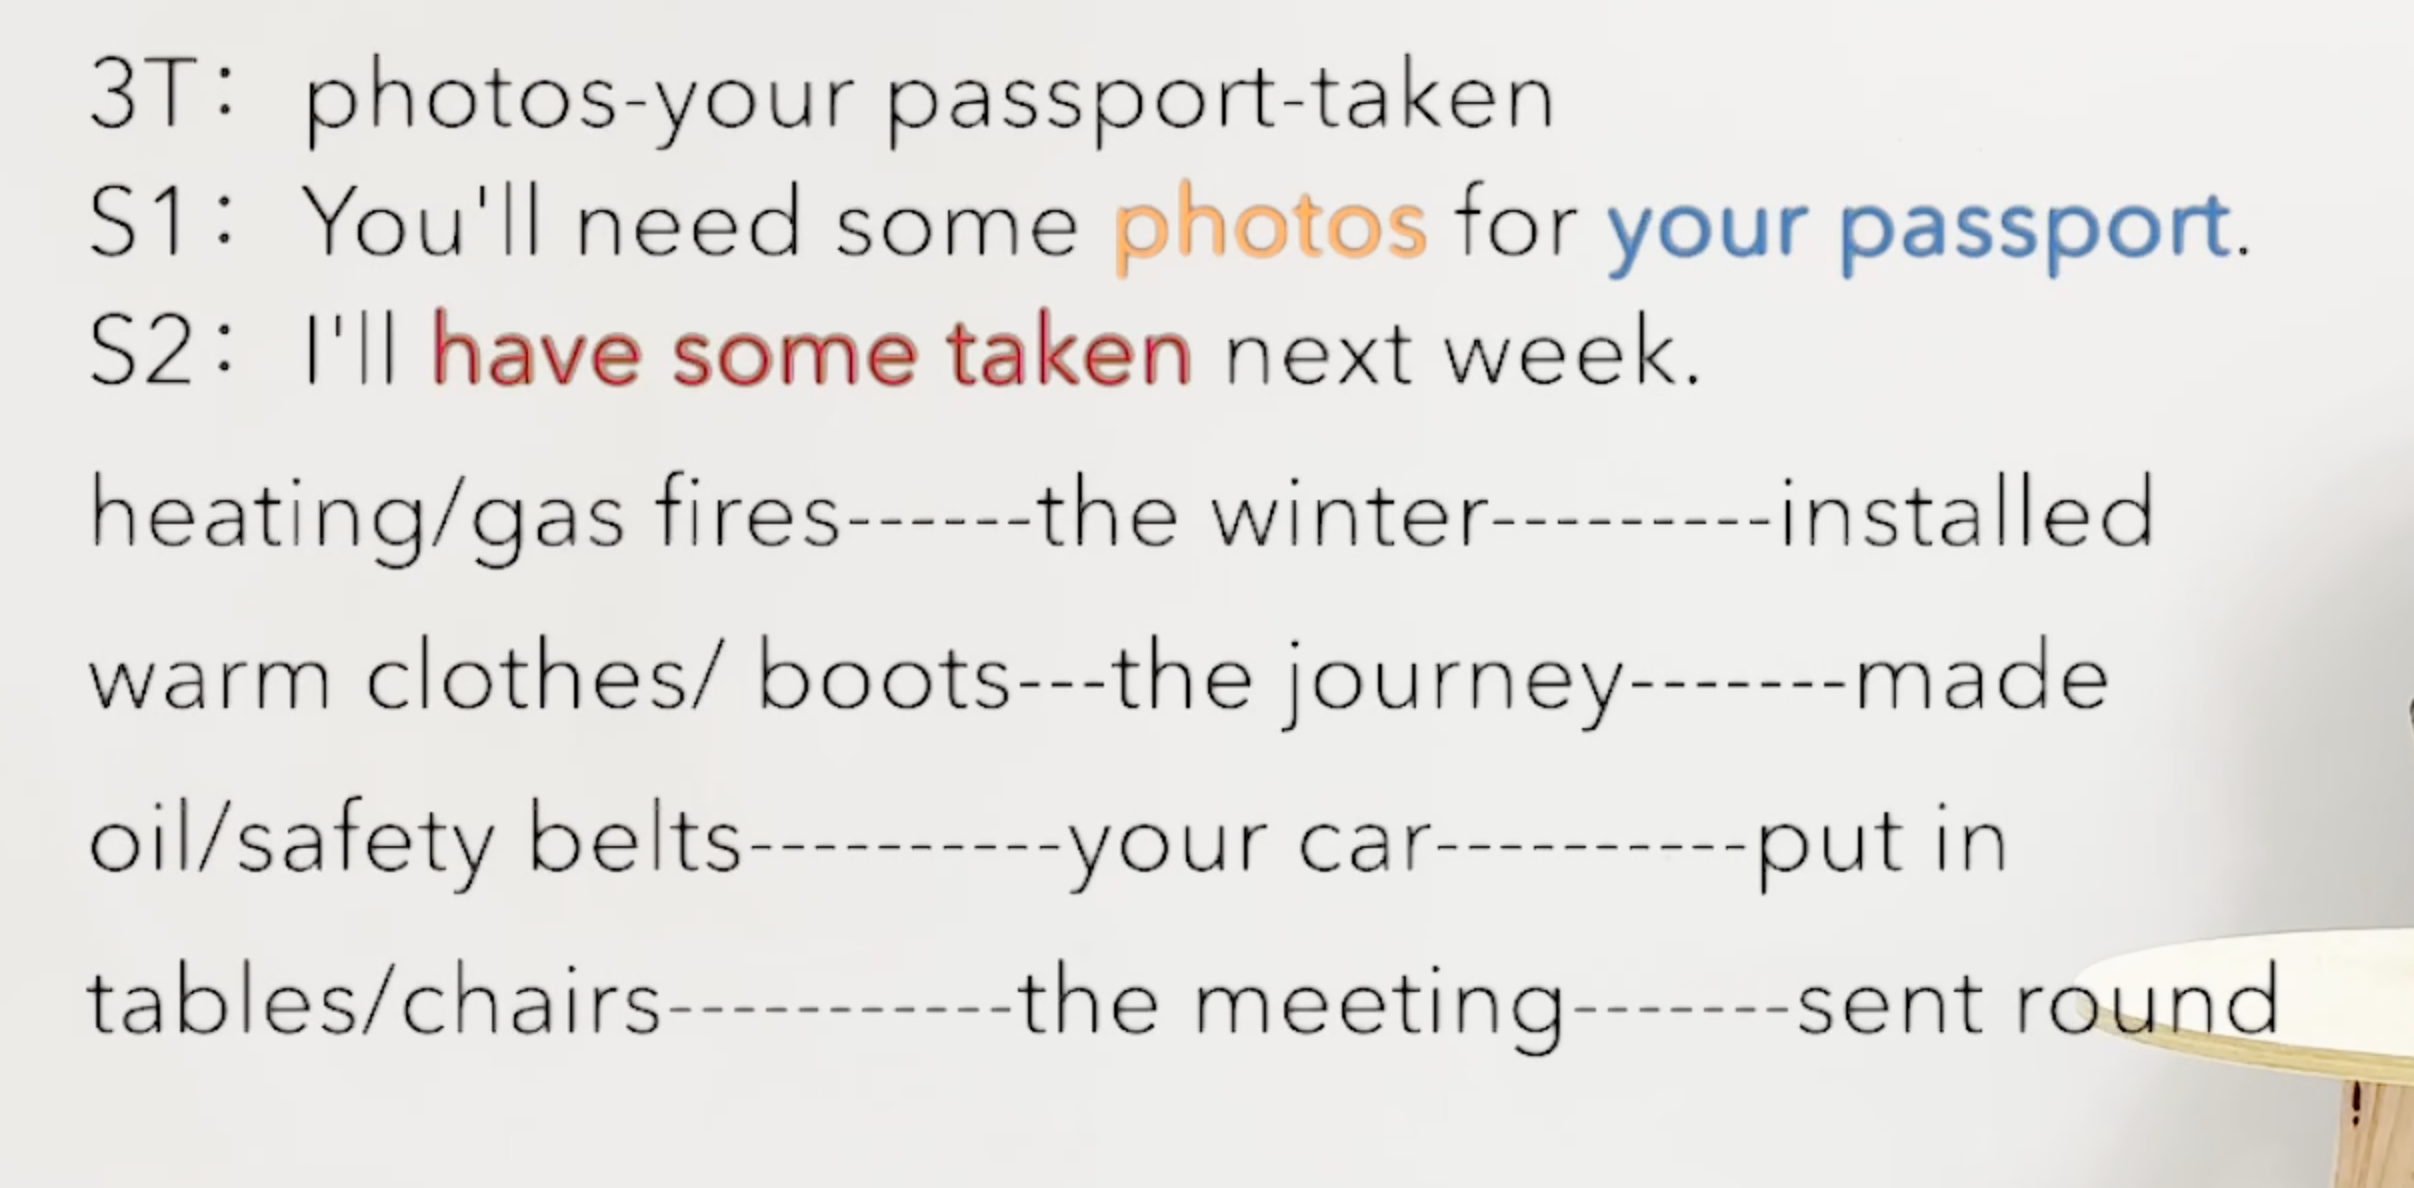 3T: photos-your passport-taken
S1: You'll need some photos for your passport.
S2: I'll have some taken next week.
heating/gas fires------the winter---------installed
warm clothes/ boots---the journey-------made
oil/safety belts----------your car----------put in
tables/chairs-----------the meeting-------sent round